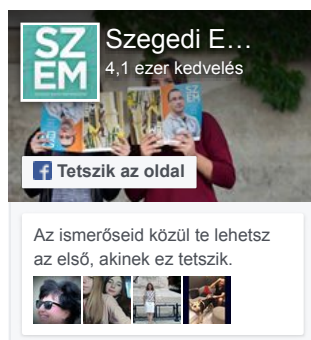 SZ
EM
Szegedi E...
4,1 ezer kedvelés
Tetszik az oldal
Az ismerőseid közül te lehetsz
az első, akinek ez tetszik.